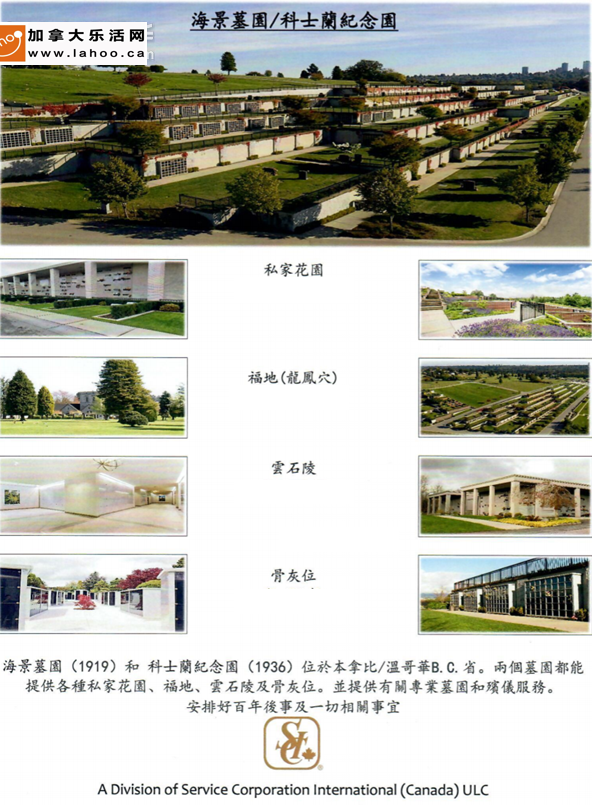 海景墓園/科士蘭紀念園
加拿大乐活网
www.lahoo.ca
私家花園
福地(龍鳳穴)
雲石陵
骨灰位
海景墓園 (1919) 和 科士蘭紀念園 (1936) 位於本拿比/溫哥華B.C.省。兩個墓園都能
提供各種私家花園、福地、雲石陵及骨灰位。並提供有關專業墓園和殯儀服務。
安排好百年後事及一切相關事宜
SCI
®
A Division of Service Corporation International (Canada) ULC